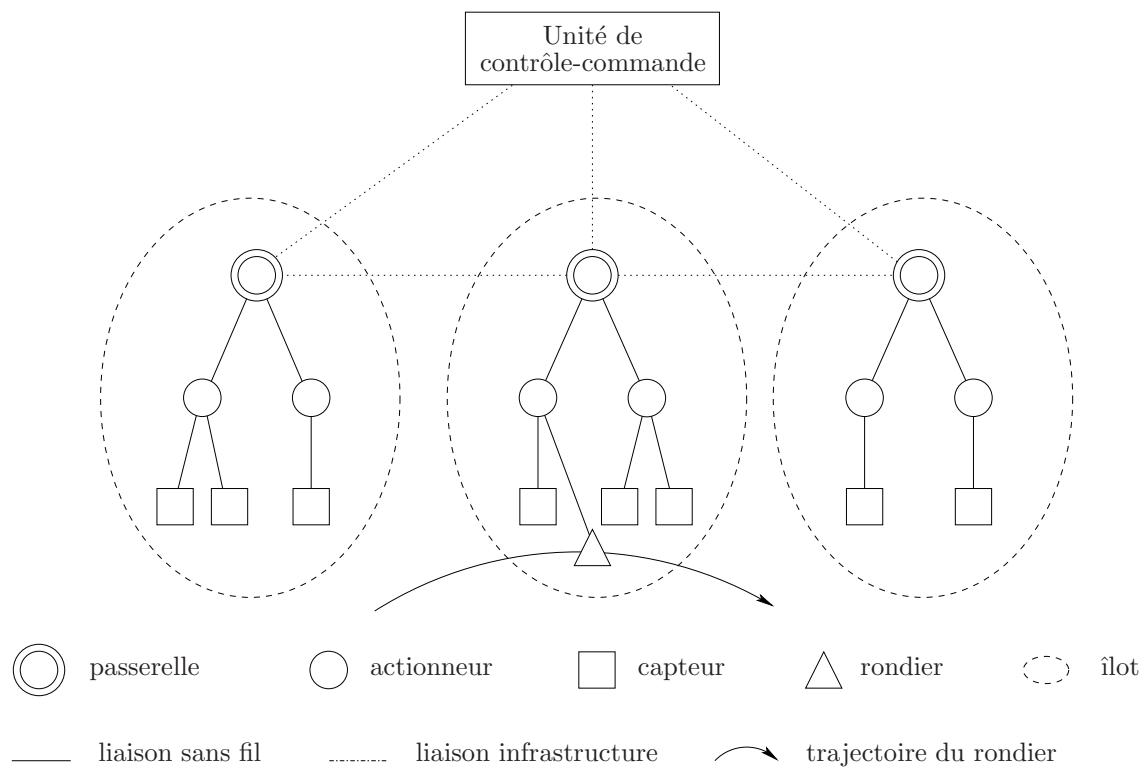 Unité de
contrôle-commande
passerelle
actionneur
capteur
rondier
îlot
liaison sans fil
liaison infrastructure
trajectoire du rondier